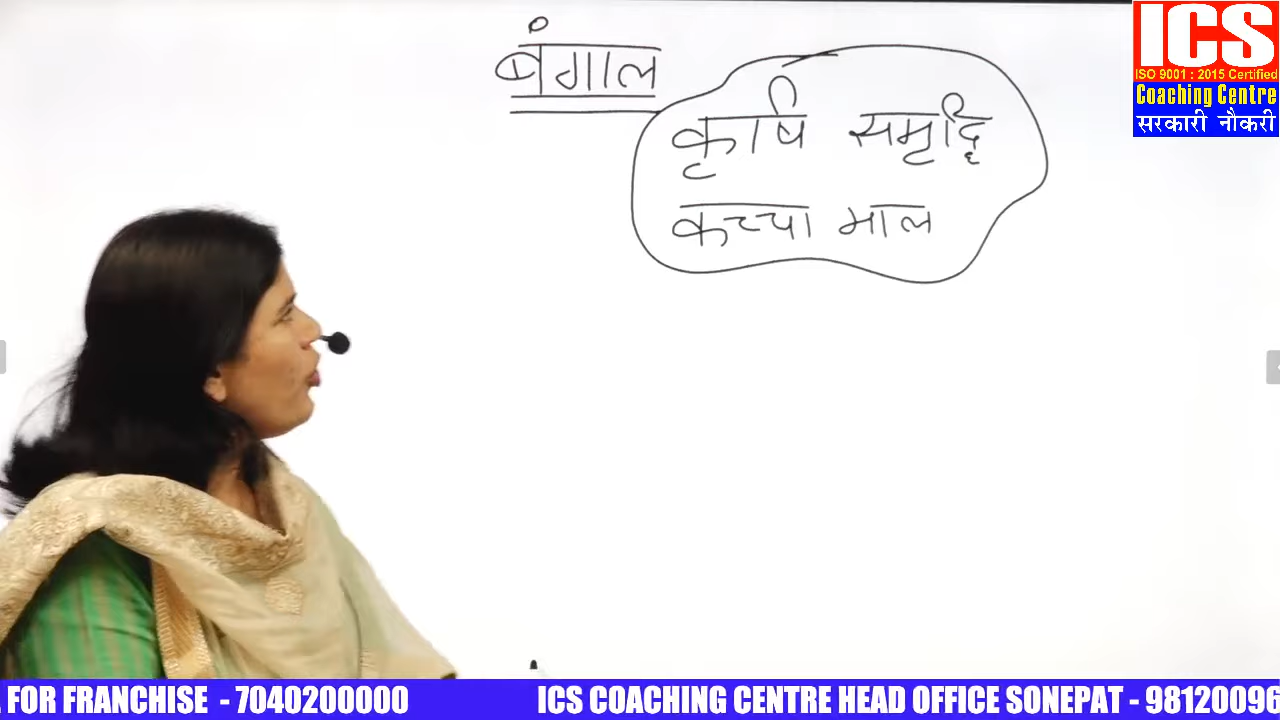 बंगाल
कृषि समृद्धि
कच्चा माल
ICS
ISO 9001 : 2015 Certified
Coaching Centre
सरकारी नौकरी
FOR FRANCHISE - 7040200000 ICS COACHING CENTRE HEAD OFFICE SONEPAT - 98120096